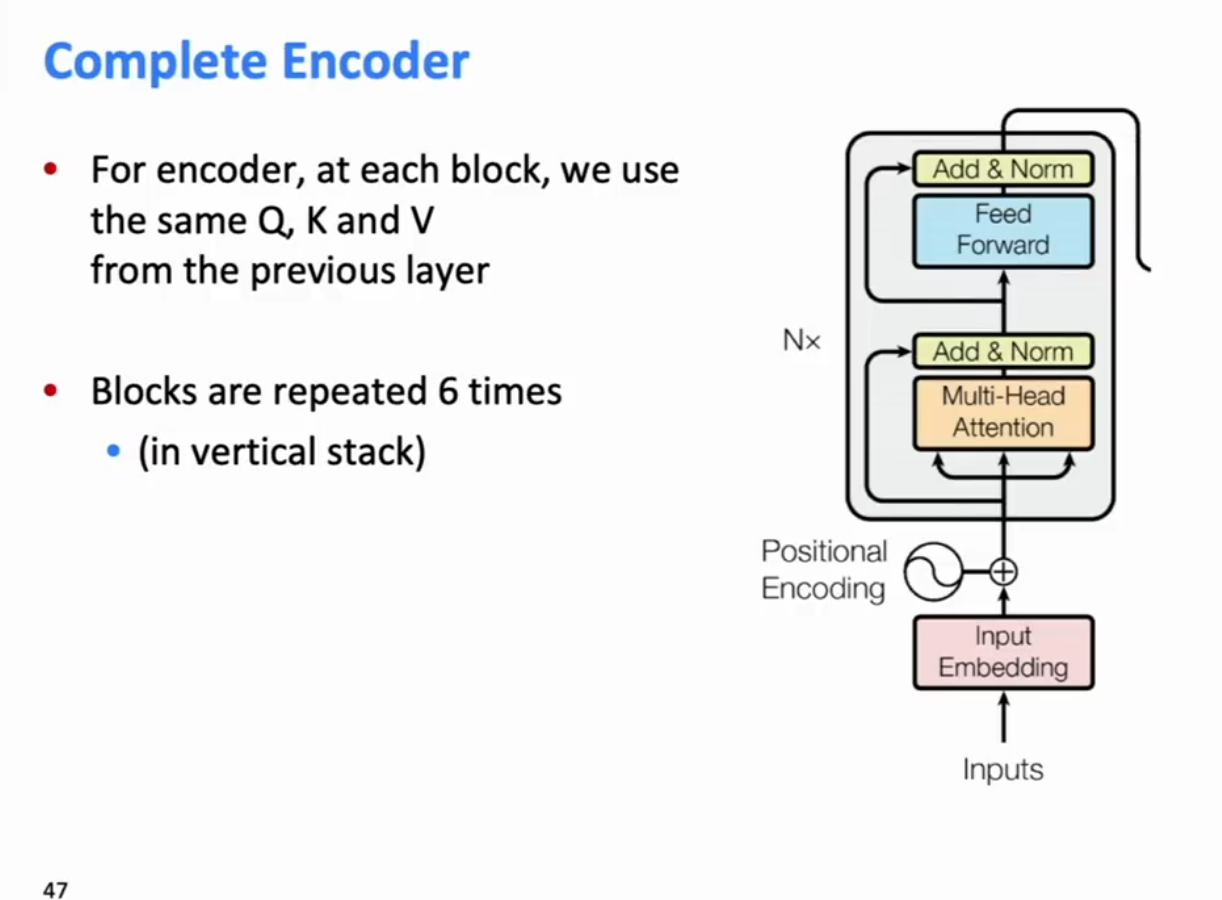 Complete Encoder
• For encoder, at each block, we use
the same Q, K and V
from the previous layer
• Blocks are repeated 6 times
• (in vertical stack)
Add & Norm
Feed
Forward
N×
Add & Norm
Multi-Head
Attention
Positional
Encoding
Input
Embedding
Inputs
47